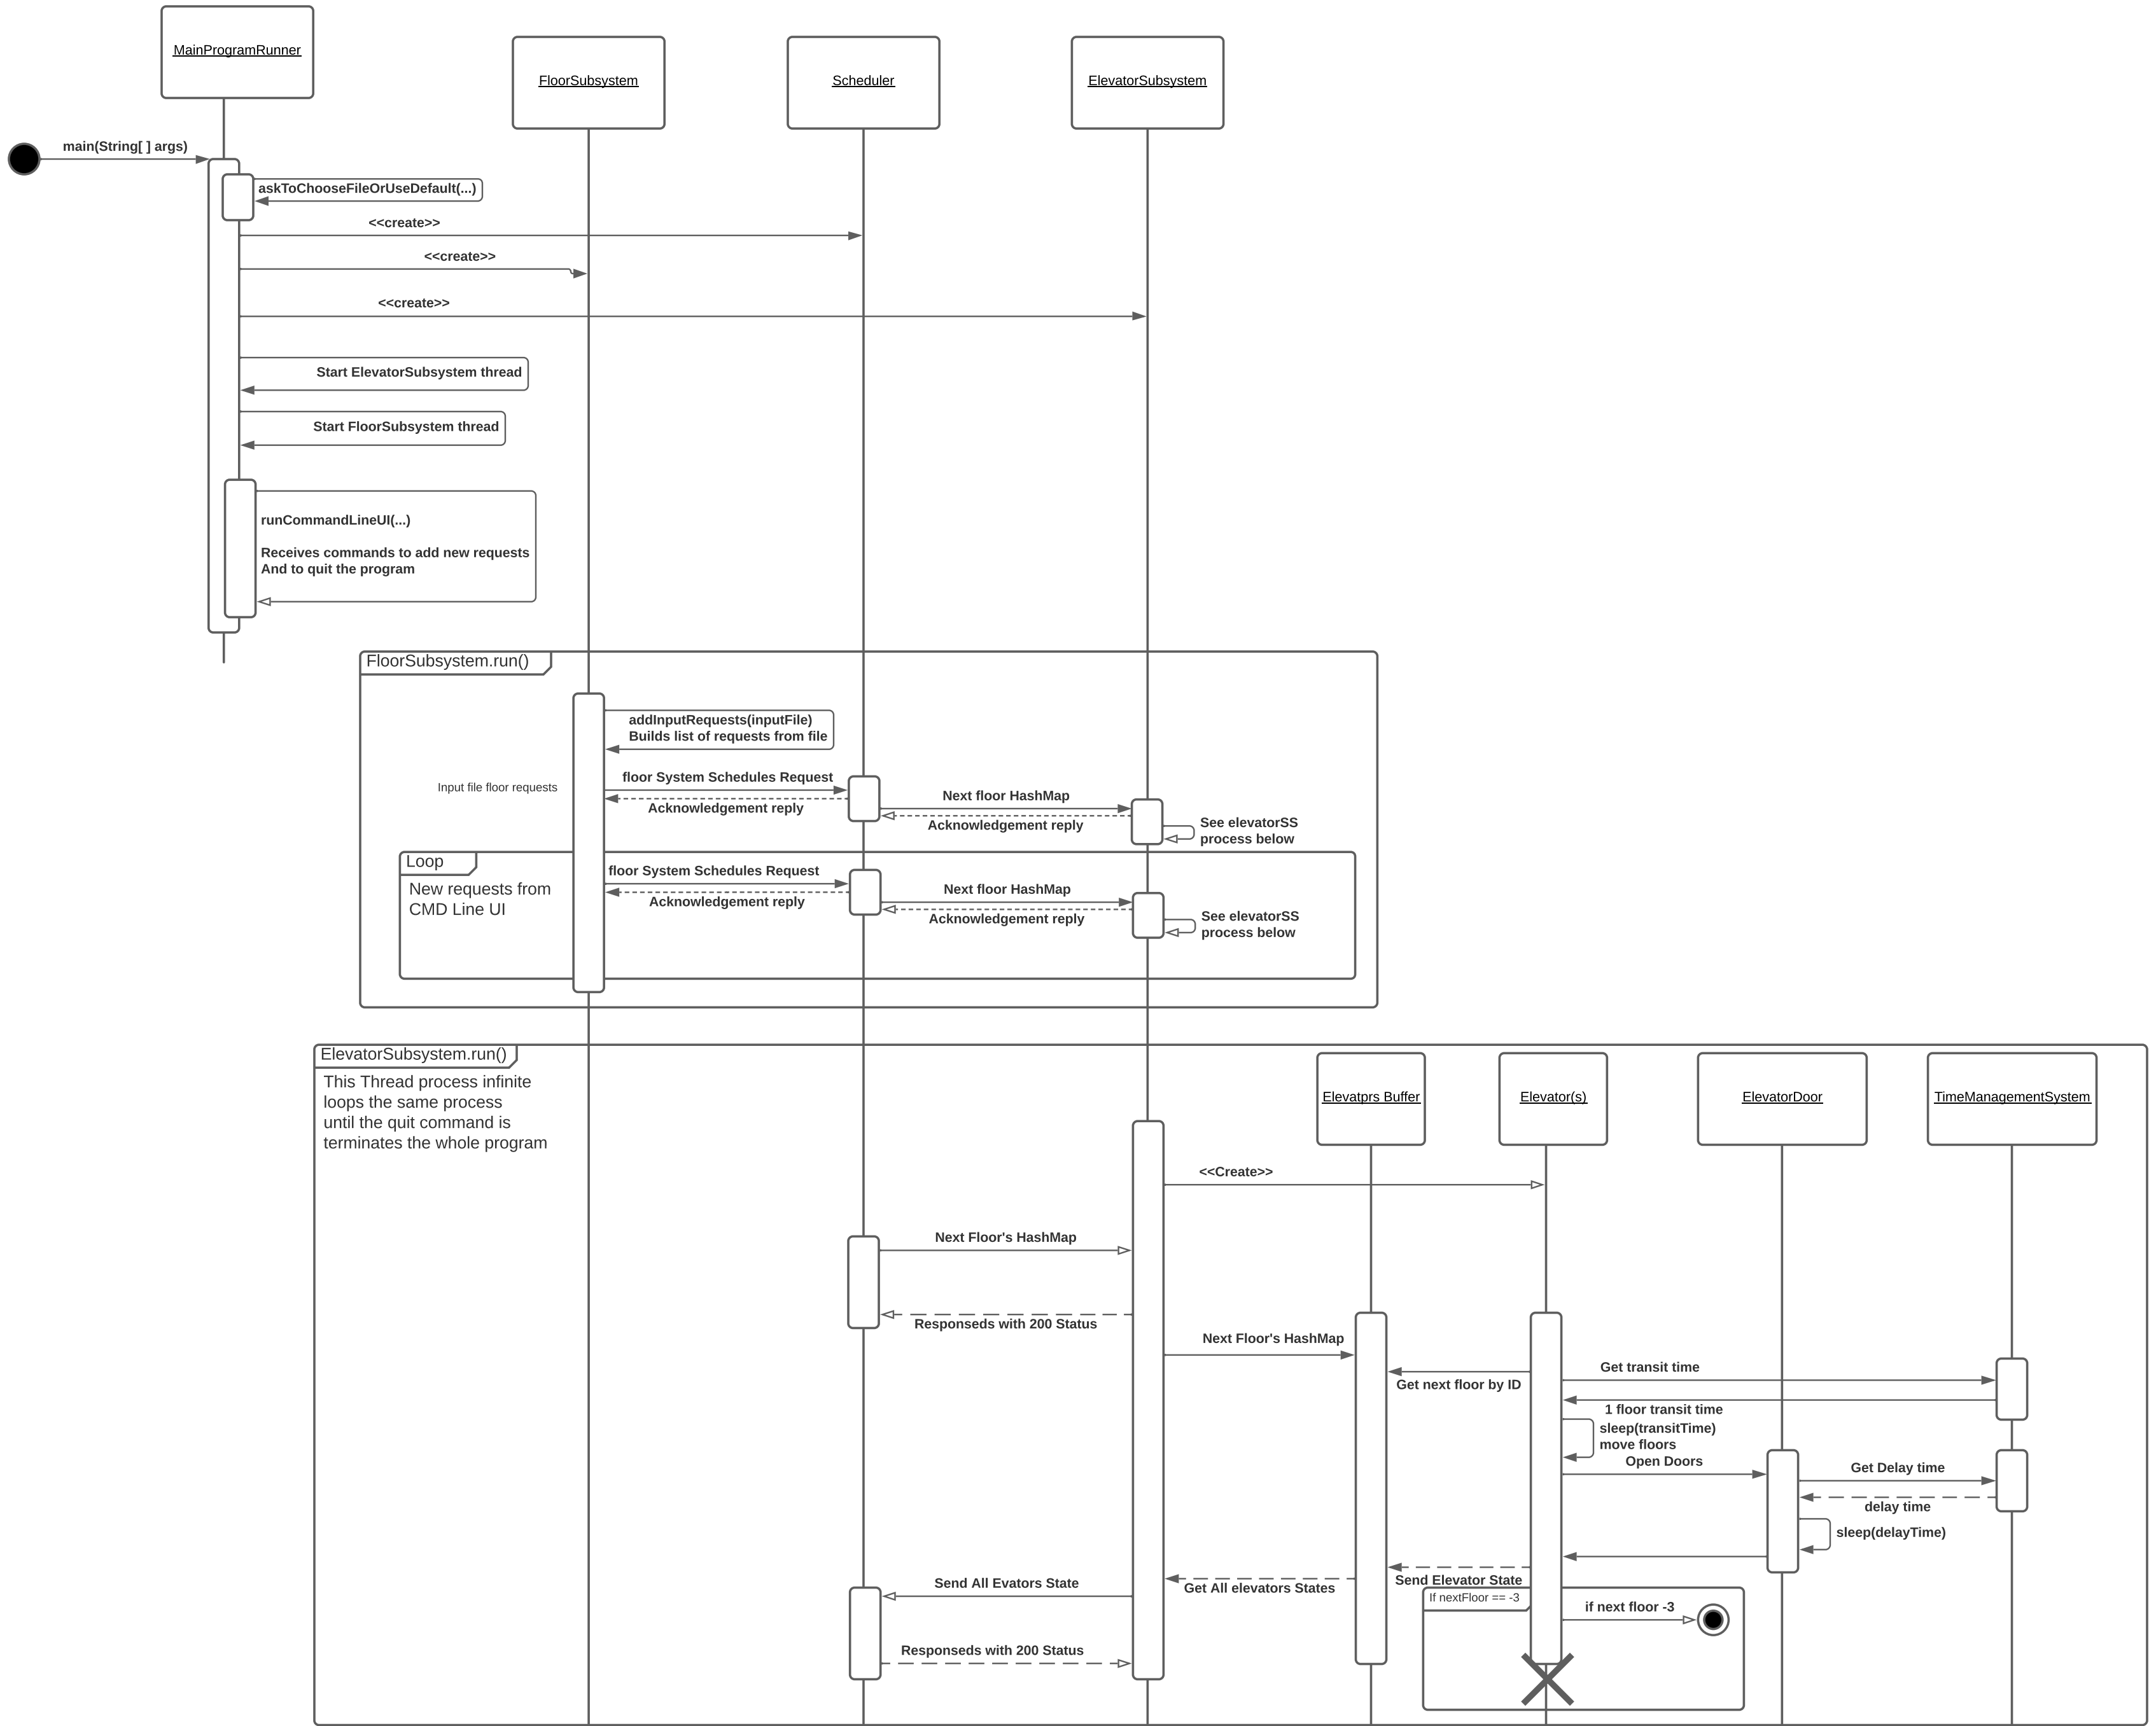 MainProgramRunner
FloorSubsystem
Scheduler
ElevatorSubsystem
main(String[ ] args)
askToChooseFileOrUseDefault(...)
<<create>>
<<create>>
<<create>>
Start ElevatorSubsystem thread
Start FloorSubsystem thread
runCommandLineUI(...)
Receives commands to add new requests
And to quit the program
FloorSubsystem.run()
addInputRequests(inputFile)
Builds list of requests from file
Input file floor requests
floor System Schedules Request
Acknowledgement reply
Next floor HashMap
Acknowledgement reply
See elevatorSS
process below
Loop
New requests from
CMD Line UI
floor System Schedules Request
Acknowledgement reply
Next floor HashMap
Acknowledgement reply
See elevatorSS
process below
ElevatorSubsystem.run()
This Thread process infinite
loops the same process
until the quit command is
terminates the whole program
Elevatprs Buffer
Elevator(s)
ElevatorDoor
TimeManagementSystem
<<Create>>
Next Floor's HashMap
Responseds with 200 Status
Next Floor's HashMap
Get next floor by ID
Get transit time
1 floor transit time
sleep(transitTime)
move floors
Open Doors
Get Delay time
delay time
sleep(delayTime)
Send Elevator State
Get All elevators States
Send All Evators State
If nextFloor == -3
if next floor -3
Responseds with 200 Status